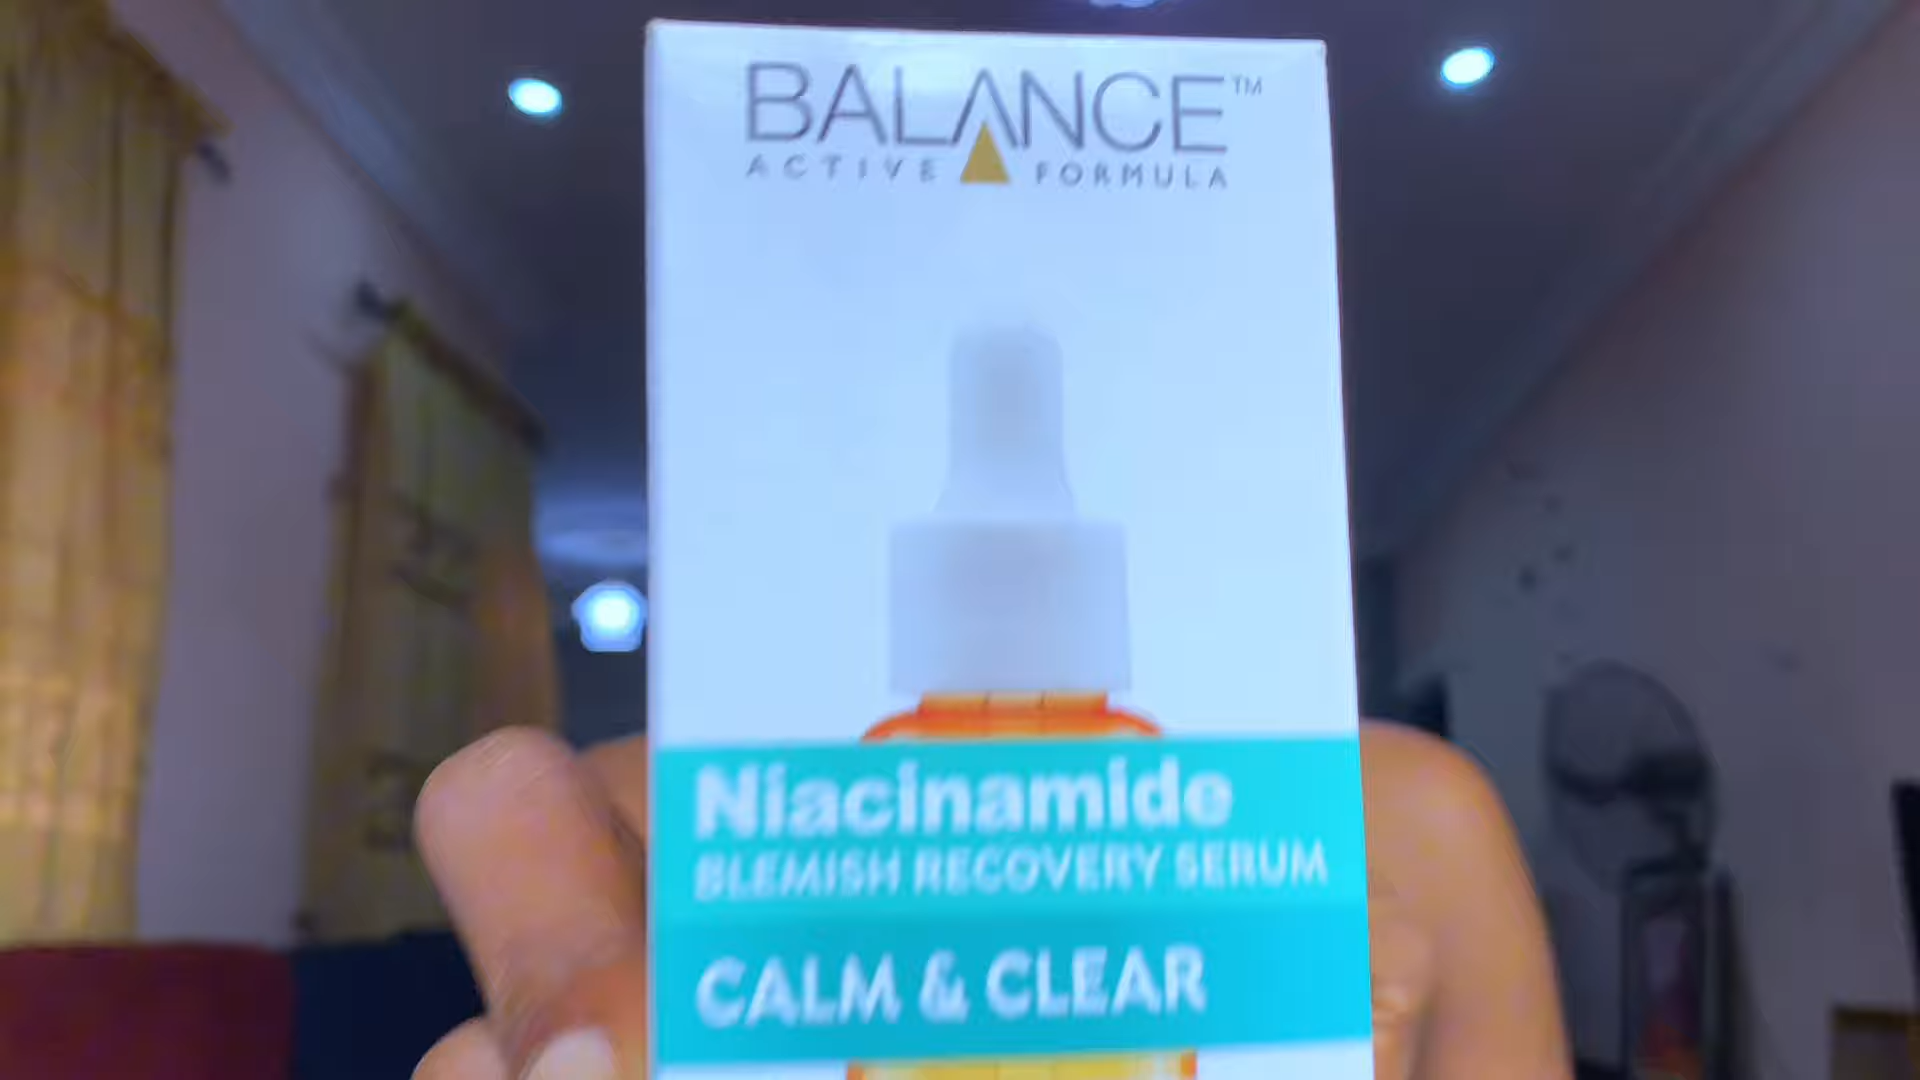 BALANCE™
ACTIVE FORMULA
Niacinamide
BLEMISH RECOVERY SERUM
CALM & CLEAR